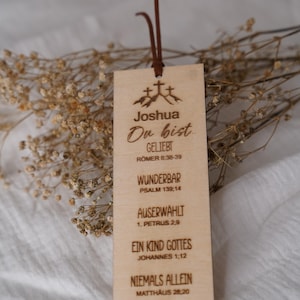 Joshua
Du bist
GELIEBT
RÖMER 8:38-39
WUNDERBAR
PSALM 139:14
AUSERWÄHLT
1. PETRUS 2:9
EIN KIND GOTTES
JOHANNES 1:12
NIEMALS ALLEIN
MATTHÄUS 28:20